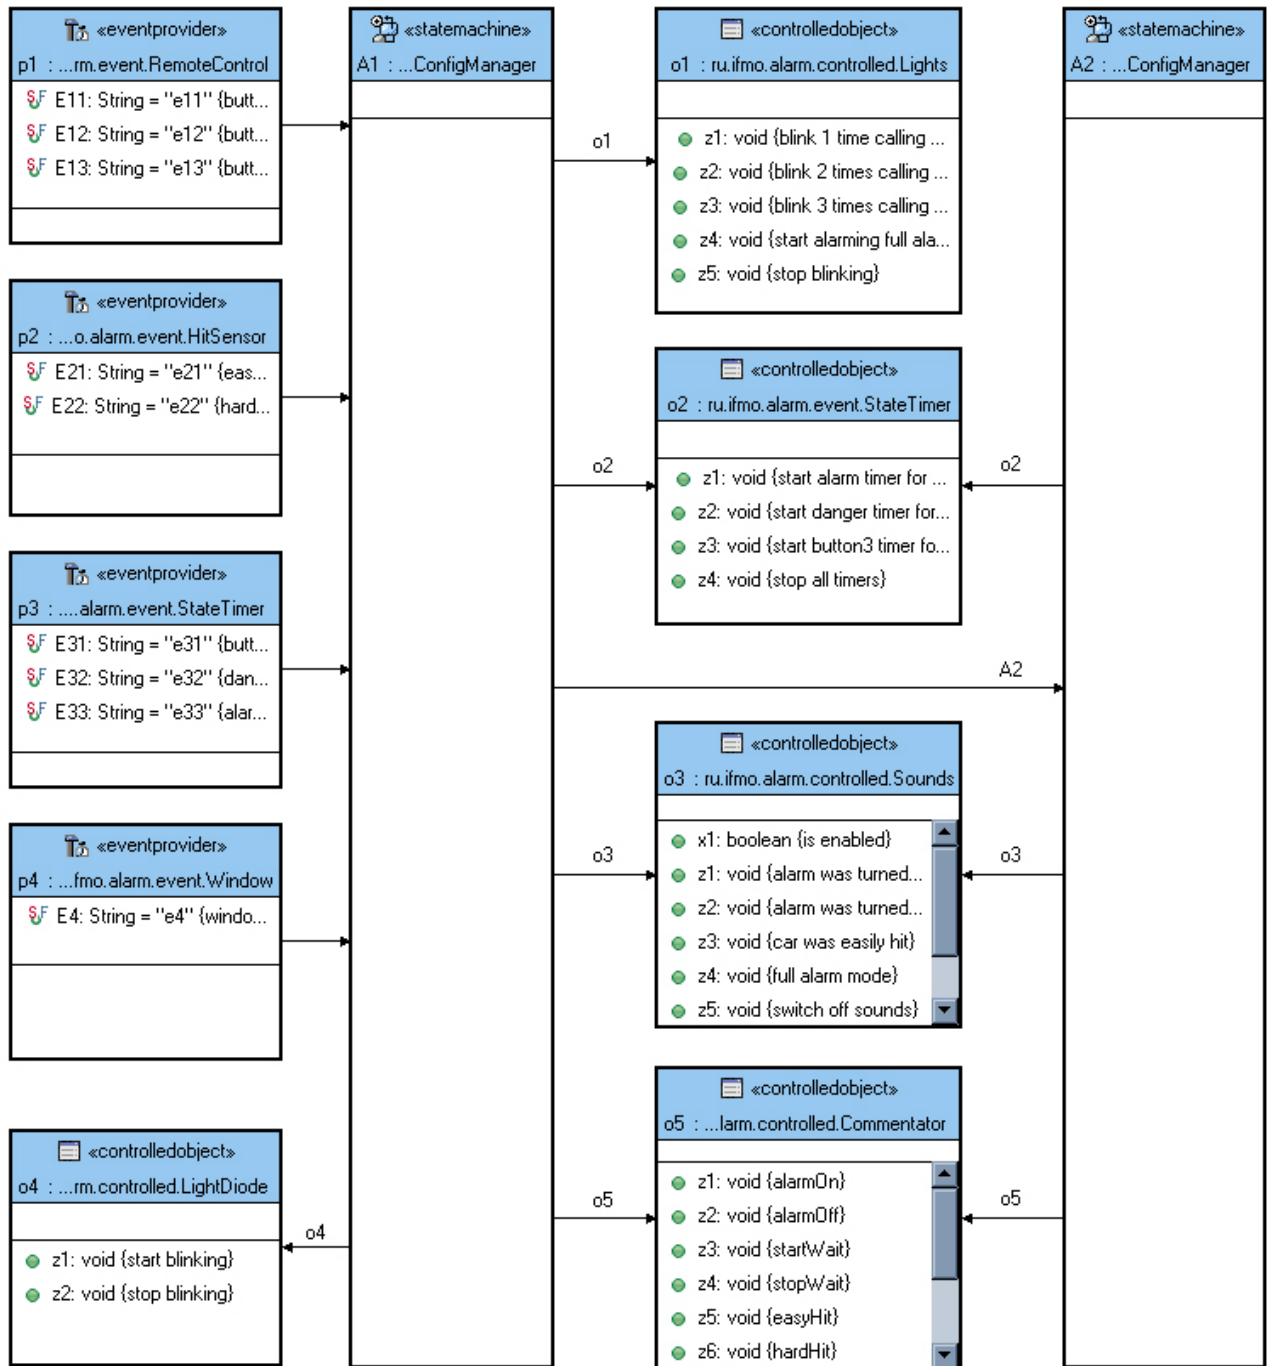 «eventprovider»
p1 : ...rm.event.RemoteControl
E11: String = "e11" {butt...
E12: String = "e12" {butt...
E13: String = "e13" {butt...
«eventprovider»
p2 : ...o.alarm.event.HitSensor
E21: String = "e21" {eas...
E22: String = "e22" {hard...
«eventprovider»
p3 : ....alarm.event.StateTimer
E31: String = "e31" {butt...
E32: String = "e32" {dan...
E33: String = "e33" {alar...
«eventprovider»
p4 : ...fmo.alarm.event.Window
E4: String = "e4" {windo...
«controlledobject»
o4 : ...rm.controlled.LightDiode
z1: void {start blinking}
z2: void {stop blinking}
o4
«statemachine»
A1 : ...ConfigManager
o1
o2
A2
o3
o5
«controlledobject»
o1 : ru.ifmo.alarm.controlled.Lights
z1: void {blink 1 time calling ...
z2: void {blink 2 times calling ...
z3: void {blink 3 times calling ...
z4: void {start alarming full ala...
z5: void {stop blinking}
«controlledobject»
o2 : ru.ifmo.alarm.event.StateTimer
z1: void {start alarm timer for ...
z2: void {start danger timer for...
z3: void {start button3 timer fo...
z4: void {stop all timers}
«controlledobject»
o3 : ru.ifmo.alarm.controlled.Sounds
x1: boolean {is enabled}
z1: void {alarm was turned...
z2: void {alarm was turned...
z3: void {car was easily hit}
z4: void {full alarm mode}
z5: void {switch off sounds}
«controlledobject»
o5 : ...larm.controlled.Commentator
z1: void {alarmOn}
z2: void {alarmOff}
z3: void {startWait}
z4: void {stopWait}
z5: void {easyHit}
z6: void {hardHit}
o2
o3
o5
«statemachine»
A2 : ...ConfigManager